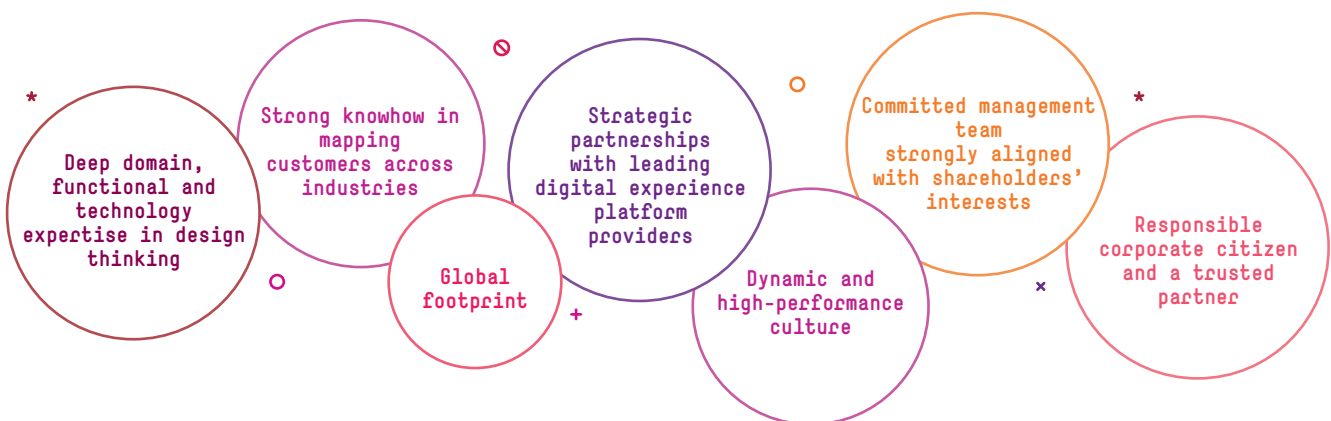 Deep domain,
functional and
technology
expertise in design
thinking
Strong knowhow in
mapping
customers across
industries
Global
footprint
Strategic
partnerships
with leading
digital experience
platform
providers
Dynamic and
high-performance
culture
Committed management
team
strongly aligned
with shareholders'
interests
Responsible
corporate citizen
and a trusted
partner